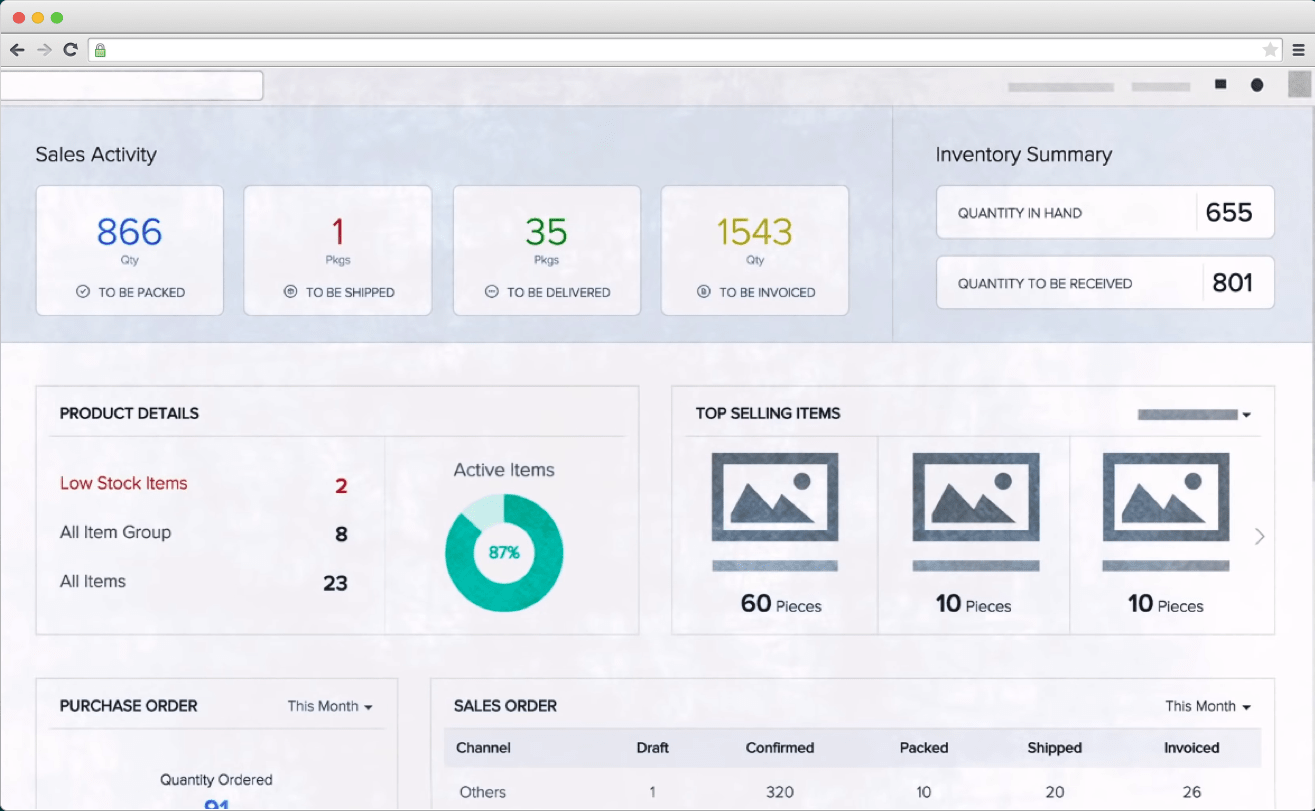 Sales Activity
866
Qty
TO BE PACKED
1
Pkgs
TO BE SHIPPED
35
Pkgs
TO BE DELIVERED
1543
Qty
TO BE INVOICED
Inventory Summary
QUANTITY IN HAND 655
QUANTITY TO BE RECEIVED 801
PRODUCT DETAILS
Low Stock Items 2
All Item Group 8
All Items 23
Active Items
87%
TOP SELLING ITEMS
60 Pieces
10 Pieces
10 Pieces
PURCHASE ORDER This Month
Quantity Ordered
91
SALES ORDER This Month
Channel Draft Confirmed Packed Shipped Invoiced
Others 1 320 10 20 26